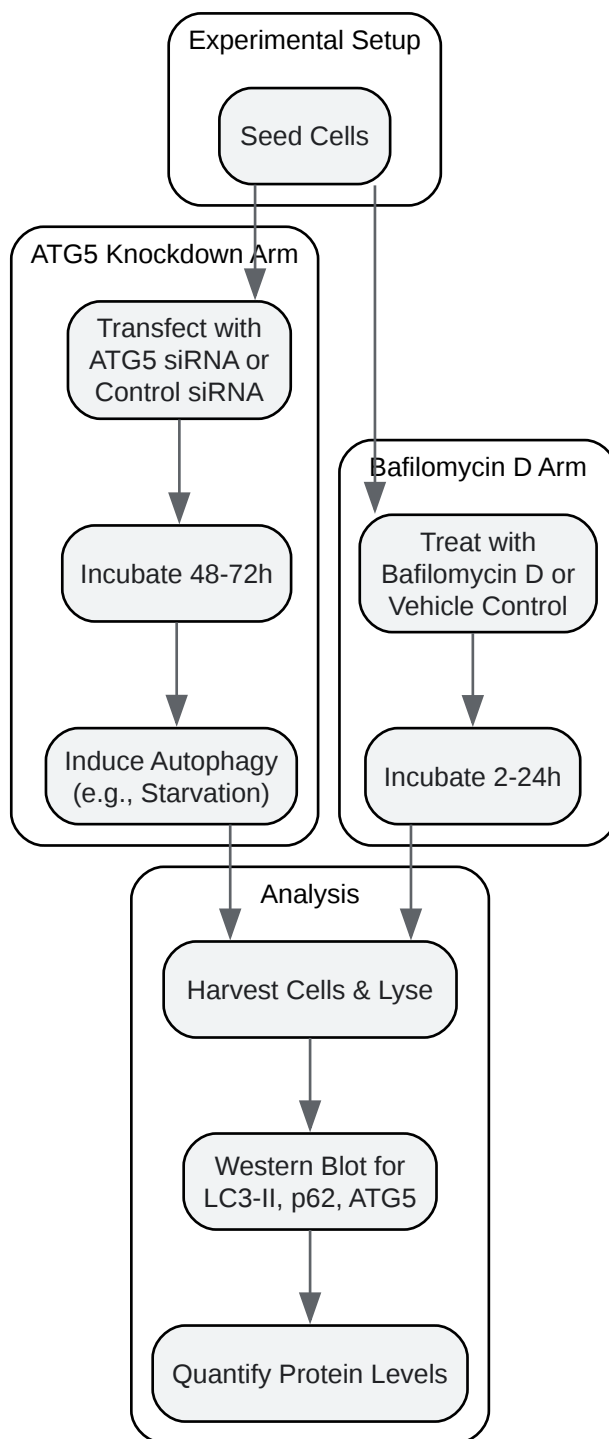 Experimental Setup
Seed Cells
ATG5 Knockdown Arm
Transfect with
ATG5 siRNA or
Control siRNA
Incubate 48-72h
Induce Autophagy
(e.g., Starvation)
Bafilomycin D Arm
Treat with
Bafilomycin D or
Vehicle Control
Incubate 2-24h
Analysis
Harvest Cells & Lyse
Western Blot for
LC3-II, p62, ATG5
Quantify Protein Levels